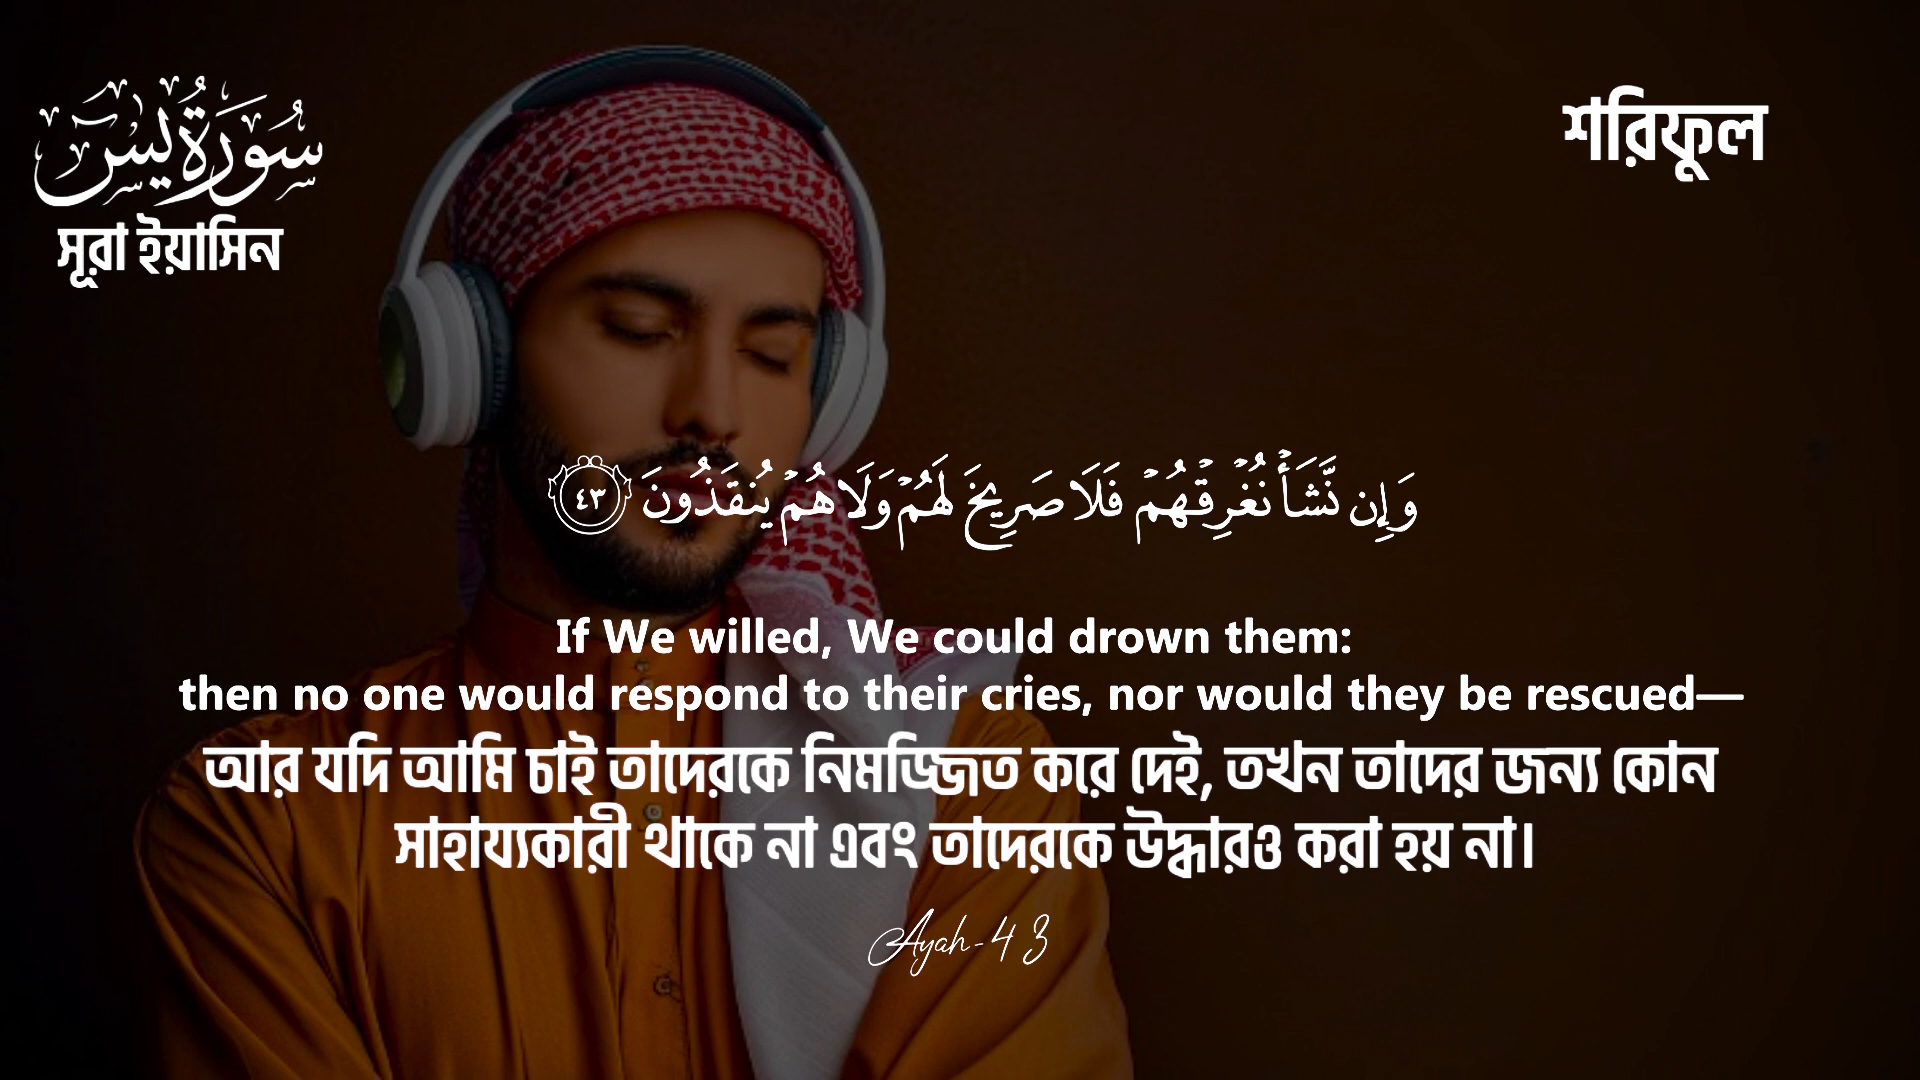 سُورَةُ يس
সূরা ইয়াসিন
শরিফুল
وَإِن نَّشَأْ نُغْرِقْهُمْ فَلَا صَرِيخَ لَهُمْ وَلَا هُمْ يُنقَذُونَ ٤٣
If We willed, We could drown them:
then no one would respond to their cries, nor would they be rescued—
আর যদি আমি চাই তাদেরকে নিমজ্জিত করে দেই, তখন তাদের জন্য কোন
সাহায্যকারী থাকে না এবং তাদেরকে উদ্ধারও করা হয় না।
Ayah-43